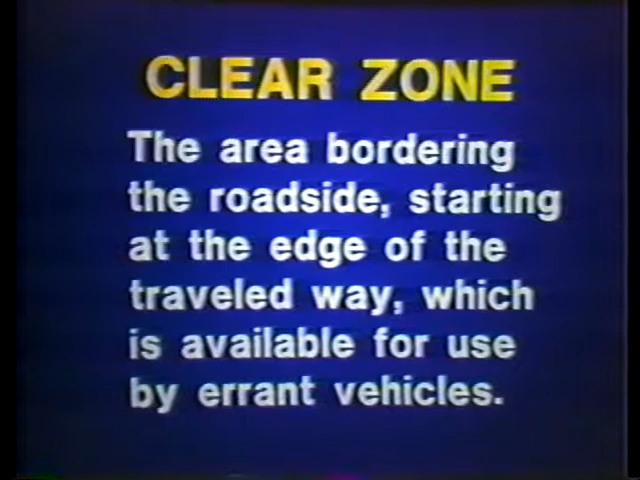 CLEAR ZONE
The area bordering
the roadside, starting
at the edge of the
traveled way, which
is available for use
by errant vehicles.